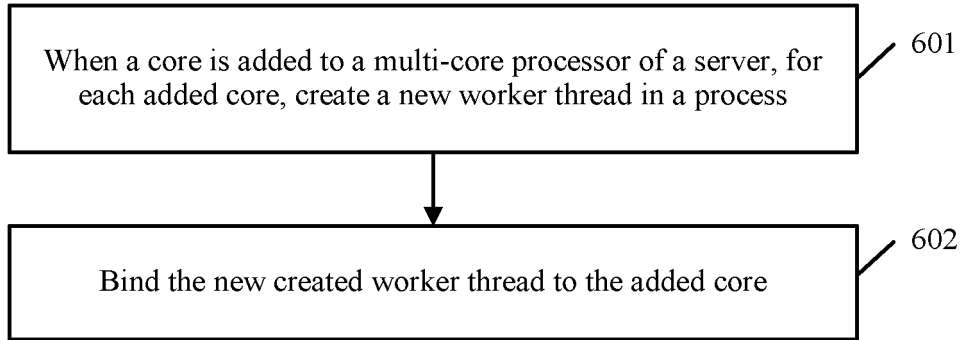 When a core is added to a multi-core processor of a server, for
each added core, create a new worker thread in a process
601
Bind the new created worker thread to the added core
602